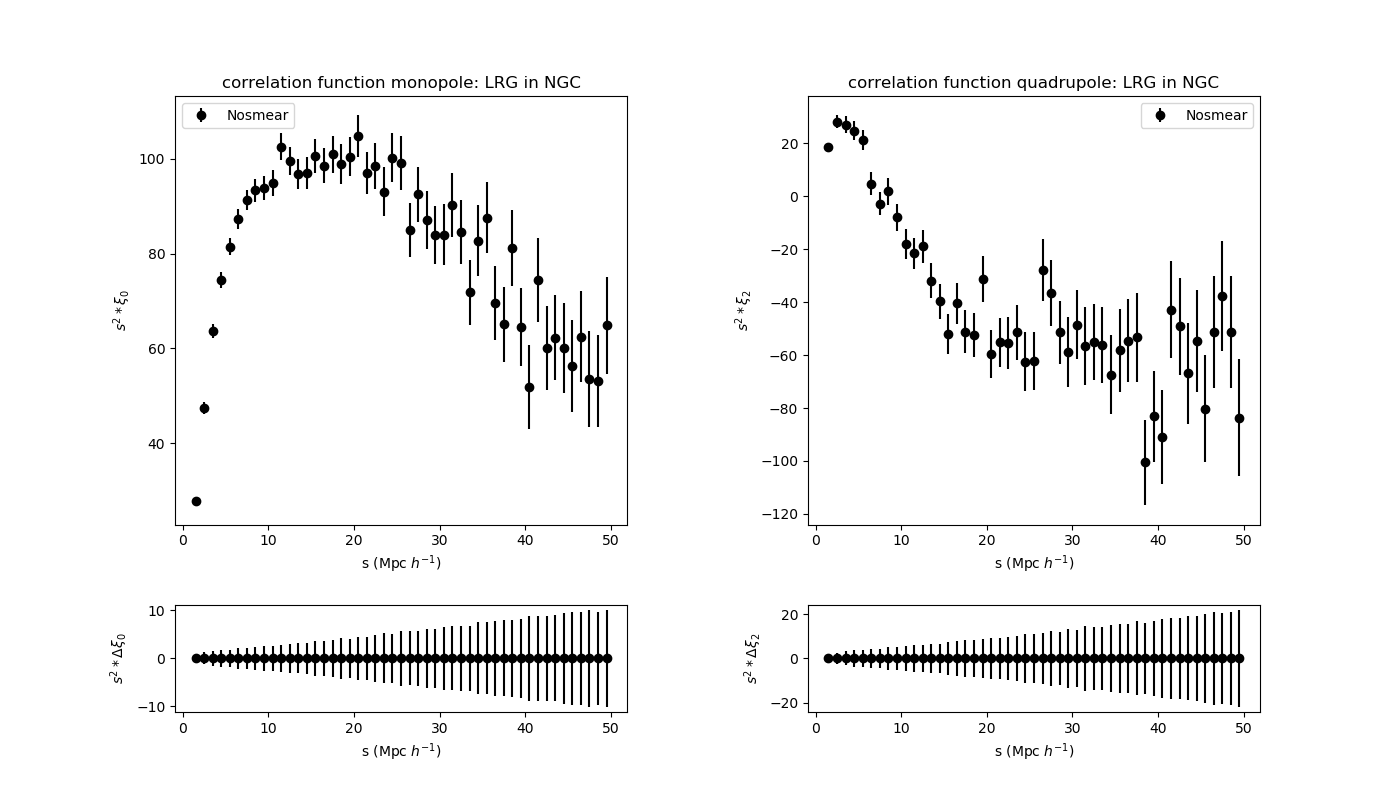 correlation function monopole: LRG in NGC
Nosmear
100
80
60
40
s² * ξ₀
0 10 20 30 40 50
s (Mpc h⁻¹)
10
0
−10
s² * Δξ₀
0 10 20 30 40 50
s (Mpc h⁻¹)
correlation function quadrupole: LRG in NGC
Nosmear
20
0
−20
−40
−60
−80
−100
−120
s² * ξ₂
0 10 20 30 40 50
s (Mpc h⁻¹)
20
0
−20
s² * Δξ₂
0 10 20 30 40 50
s (Mpc h⁻¹)